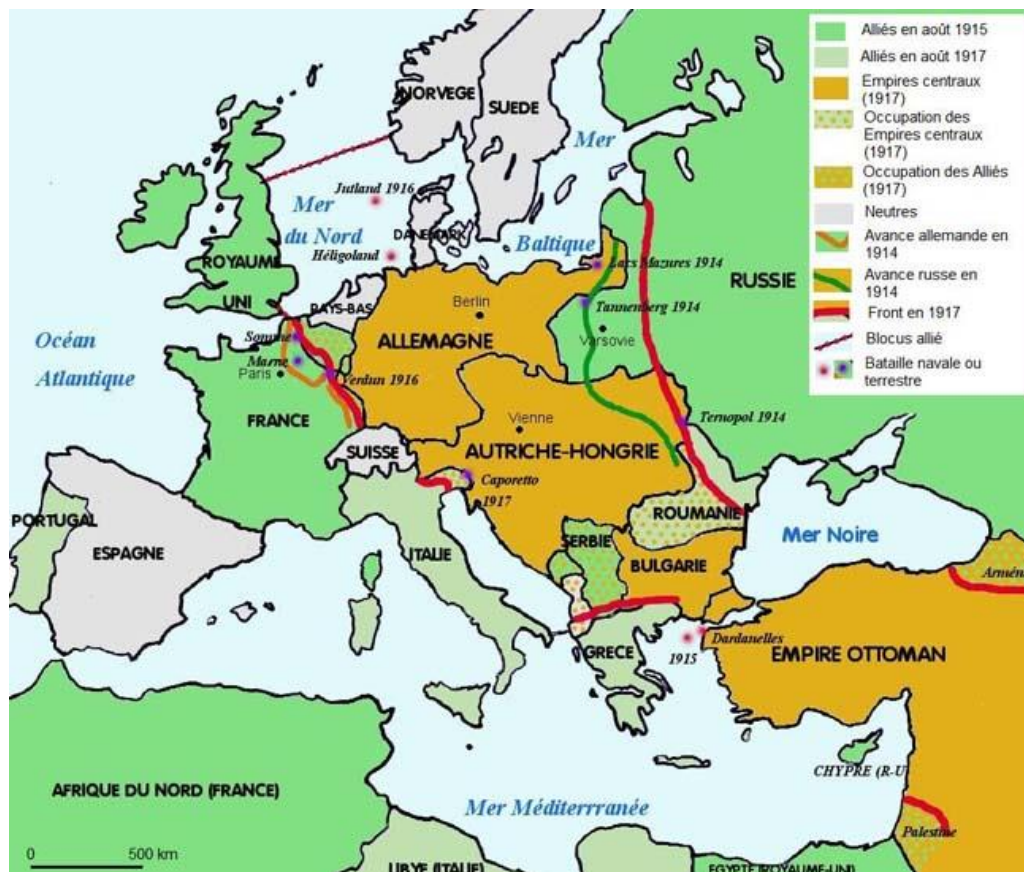 Alliés en août 1915
Alliés en août 1917
Empires centraux
(1917)
Occupation des
Empires centraux
(1917)
Occupation des Alliés
(1917)
Neutres
Avance allemande en
1914
Avance russe en
1914
Front en 1917
Blocus allié
Bataille navale ou
terrestre
NORVEGE
SUEDE
Mer
Baltique
Jutland 1916
Mer
du Nord
DANEMARK
Héligoland
ROYAUME
UNI
PAYS-BAS
Berlin
ALLEMAGNE
Lacs Mazures 1914
Tannenberg 1914
Varsovie
RUSSIE
Océan
Atlantique
Somme
Marne
Paris
Verdun 1916
FRANCE
SUISSE
Vienne
AUTRICHE-HONGRIE
Ternopol 1914
Caporetto
1917
PORTUGAL
ESPAGNE
ITALIE
SERBIE
ROUMANIE
BULGARIE
Mer Noire
Armén
GRECE
1915
Dardanelles
EMPIRE OTTOMAN
CHYPRE (R-U
AFRIQUE DU NORD (FRANCE)
Mer Méditerrranée
Palestine
0
500 km
LIBYE (ITALIE)
EGYPTE (ROYAUME-UNI)